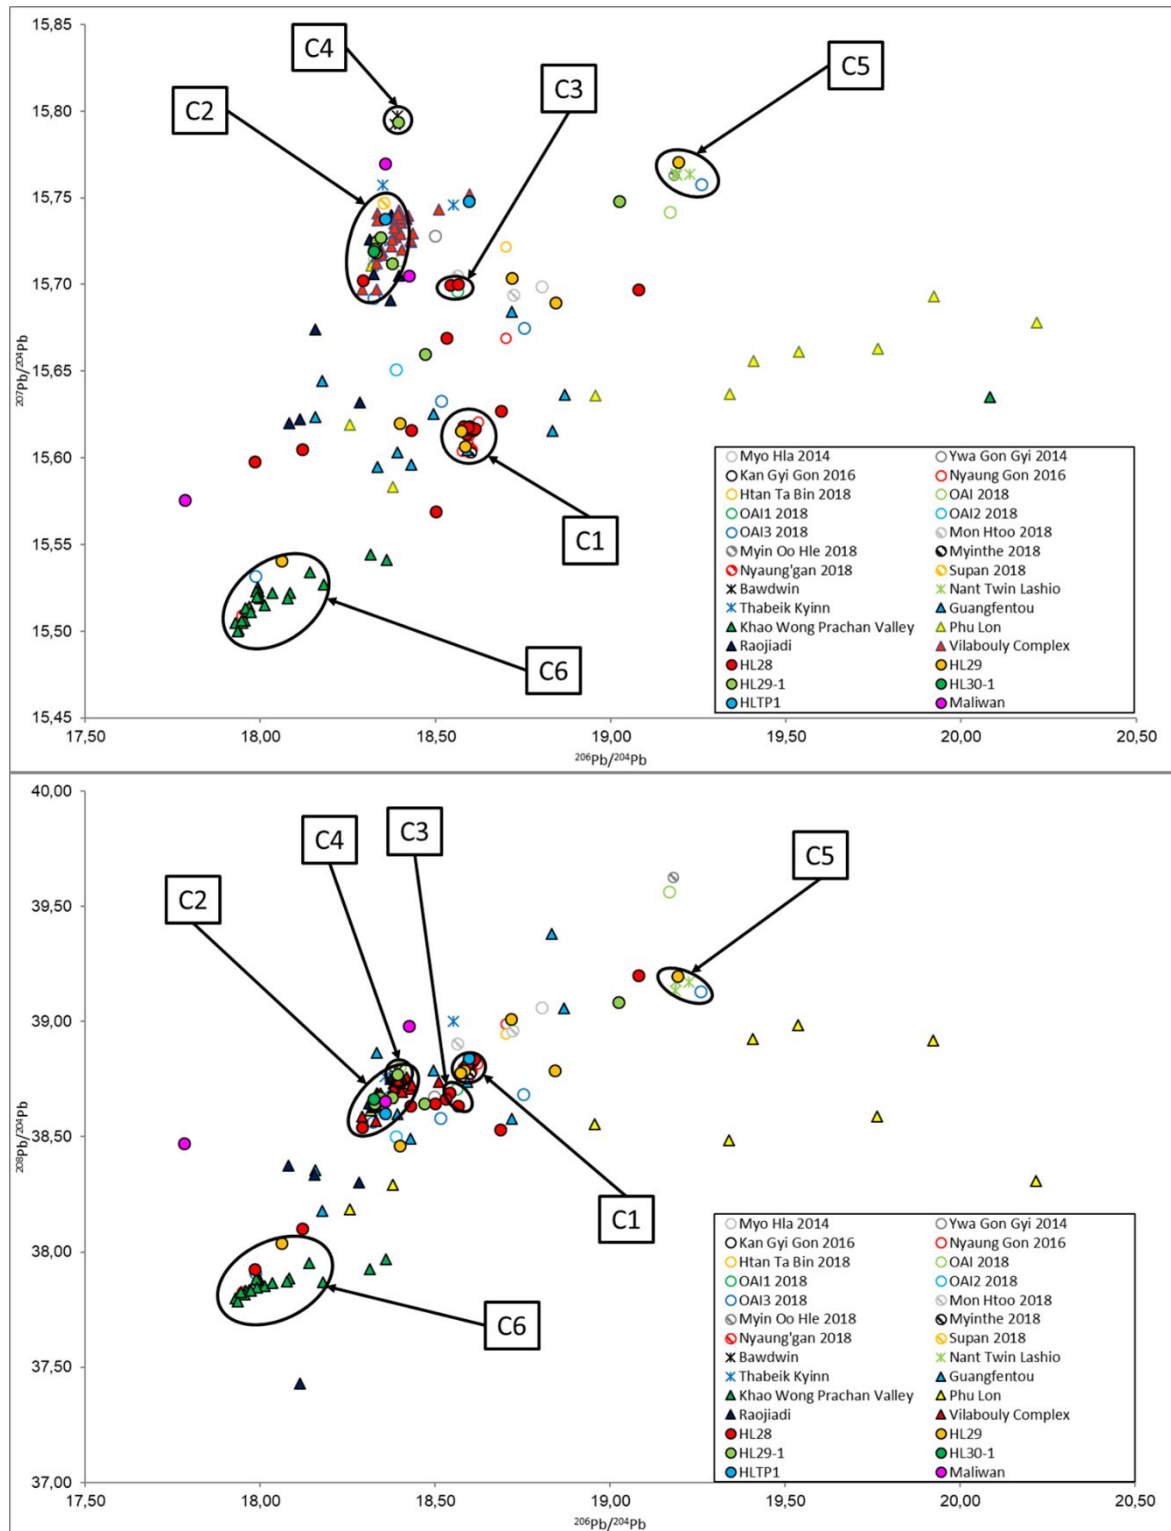 15,85
C4
C5
C3
C2
15,80
15,75
15,70
15,65
15,60
15,55
15,50
15,45
C1
C6
²⁰⁷Pb/²⁰⁴Pb
Myo Hla 2014 Ywa Gon Gyi 2014
Kan Gyi Gon 2016 Nyaung Gon 2016
Htan Ta Bin 2018 OAI 2018
OAI1 2018 OAI2 2018
OAI3 2018 Mon Htoo 2018
Myin Oo Hle 2018 Myinthe 2018
Nyaung'gan 2018 Supan 2018
Bawdwin Nant Twin Lashio
Thabeik Kyinn Guangfentou
Khao Wong Prachan Valley Phu Lon
Raojiadi Vilabouly Complex
HL28 HL29
HL29-1 HL30-1
HLTP1 Maliwan
17,50 18,00 18,50 19,00 19,50 20,00 20,50
²⁰⁶Pb/²⁰⁴Pb
40,00
C3
C4
C5
C2
39,50
39,00
38,50
38,00
37,50
37,00
C1
C6
²⁰⁸Pb/²⁰⁴Pb
Myo Hla 2014 Ywa Gon Gyi 2014
Kan Gyi Gon 2016 Nyaung Gon 2016
Htan Ta Bin 2018 OAI 2018
OAI1 2018 OAI2 2018
OAI3 2018 Mon Htoo 2018
Myin Oo Hle 2018 Myinthe 2018
Nyaung'gan 2018 Supan 2018
Bawdwin Nant Twin Lashio
Thabeik Kyinn Guangfentou
Khao Wong Prachan Valley Phu Lon
Raojiadi Vilabouly Complex
HL28 HL29
HL29-1 HL30-1
HLTP1 Maliwan
17,50 18,00 18,50 19,00 19,50 20,00 20,50
²⁰⁶Pb/²⁰⁴Pb